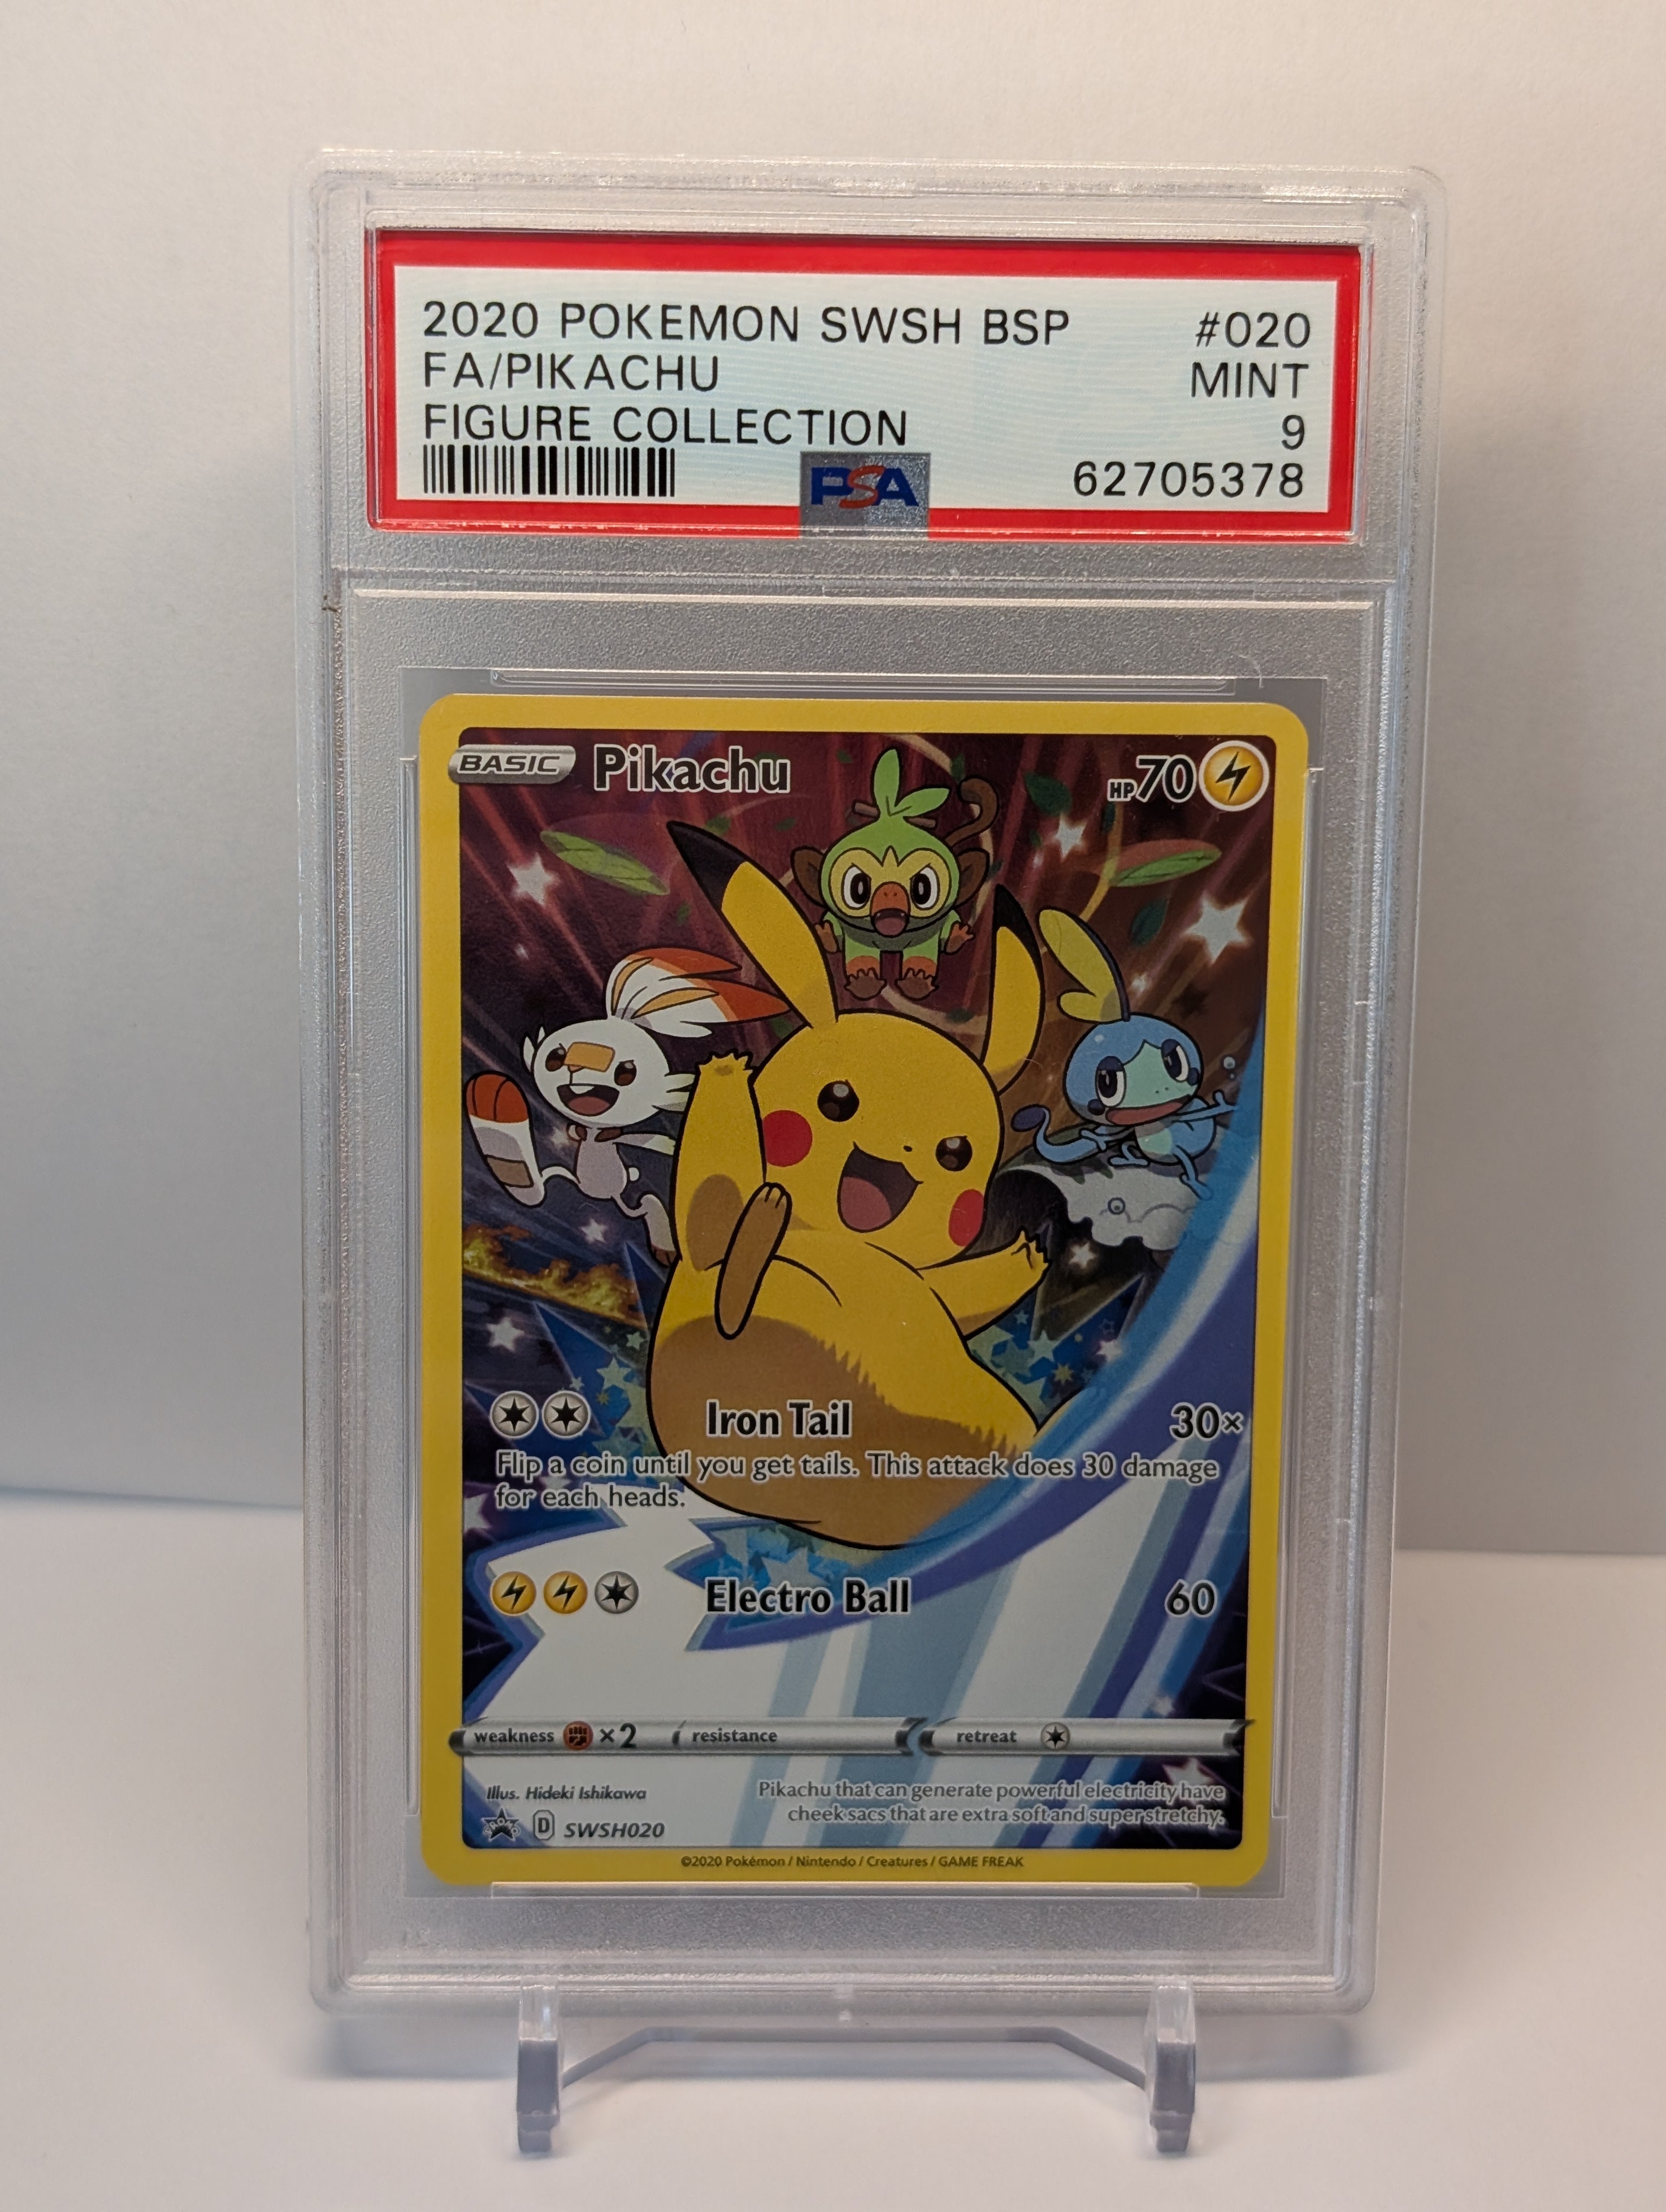 2020 POKEMON SWSH BSP #020
FA/PIKACHU MINT
FIGURE COLLECTION 9
PSA 62705378
BASIC Pikachu HP 70
Iron Tail 30×
Flip a coin until you get tails. This attack does 30 damage
for each heads.
Electro Ball 60
weakness ×2 resistance retreat
Illus. Hideki Ishikawa
Pikachu that can generate powerful electricity have
cheek sacs that are extra soft and super stretchy.
D SWSH020
©2020 Pokémon / Nintendo / Creatures / GAME FREAK